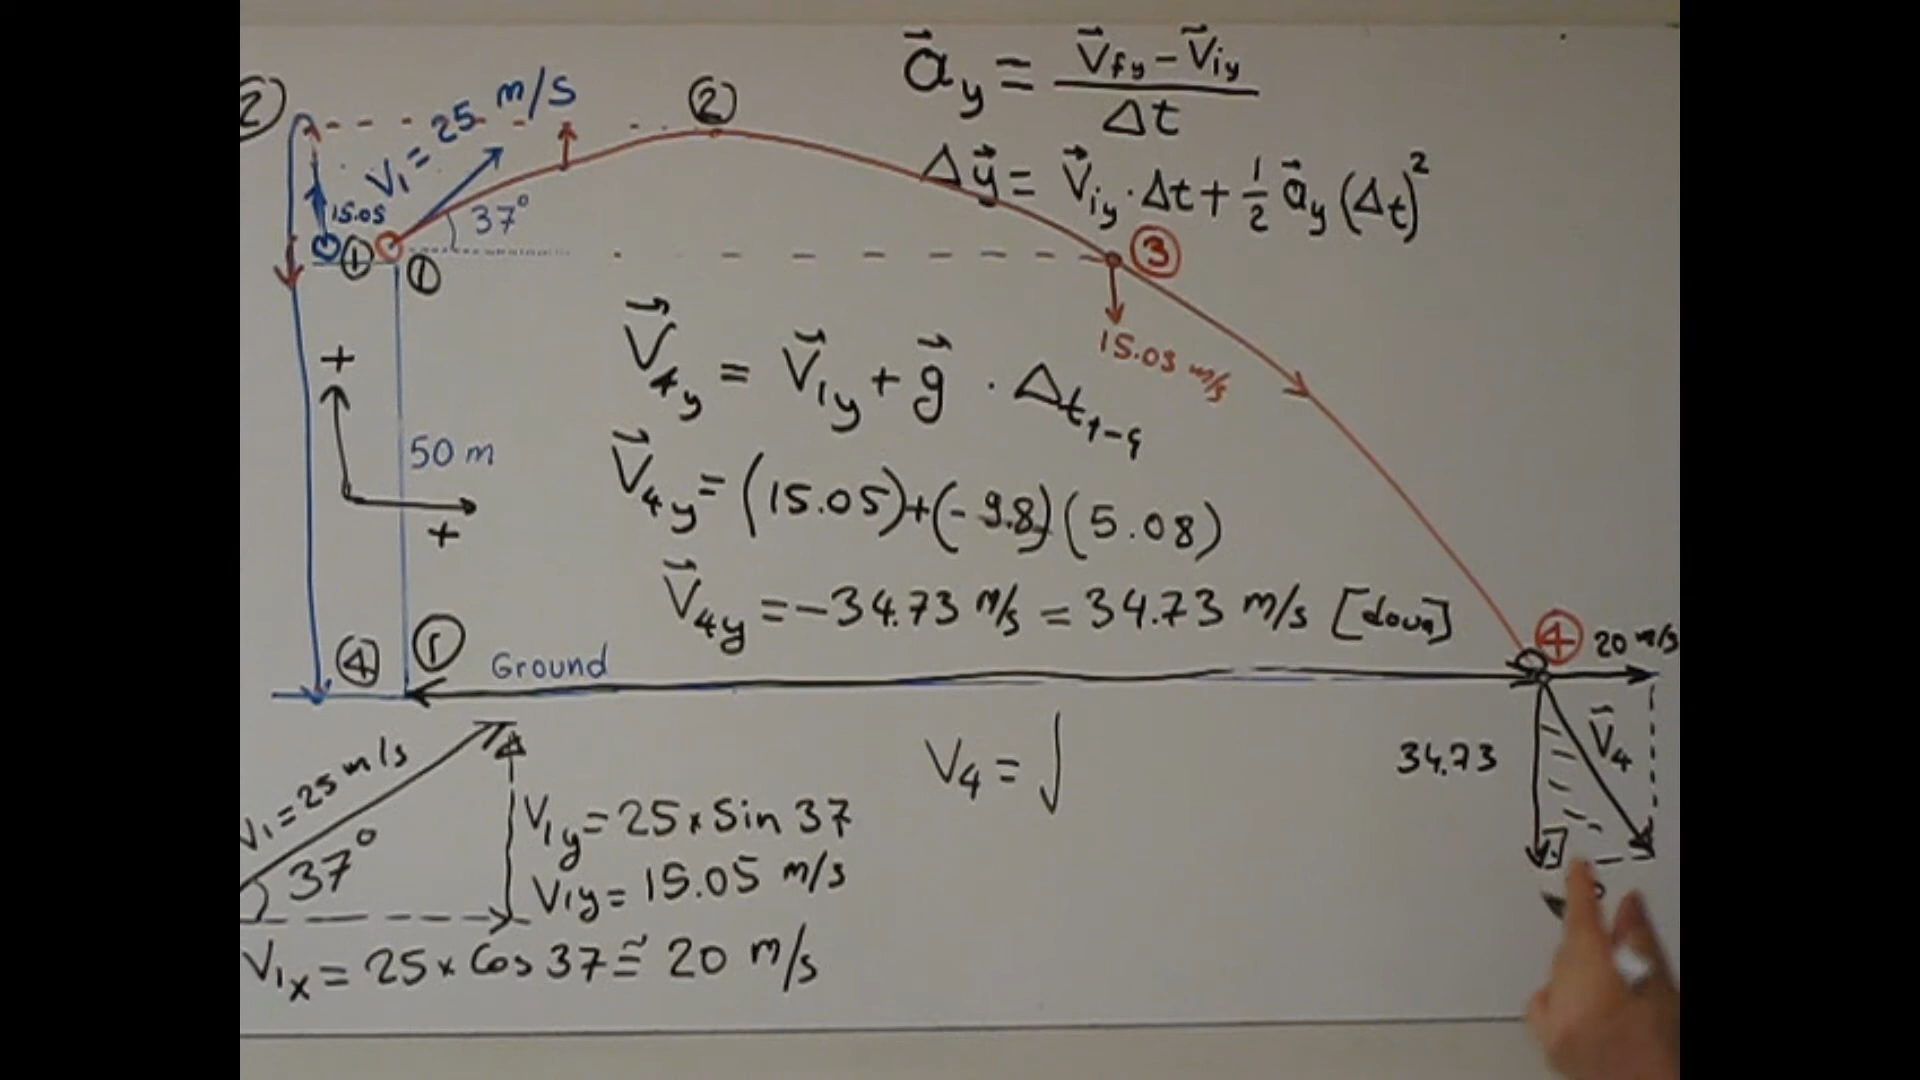 ②
②
V₁ = 25 m/s
a⃗y = (V⃗fy - V⃗iy) / Δt
Δy⃗ = V⃗iy · Δt + 1/2 a⃗y (Δt)²
15.05
37°
①
①
③
15.05 m/s
V⃗4y = V⃗1y + g⃗ · Δt₁₋₄
+
50 m
+
V⃗4y = (15.05) + (-9.8)(5.08)
V⃗4y = -34.73 m/s = 34.73 m/s [down]
④
①
Ground
④
20 m/s
V₁ = 25 m/s
37°
V1y = 25 × Sin 37
V1y = 15.05 m/s
V1x = 25 × Cos 37 ≅ 20 m/s
V₄ = √
34.73
V⃗₄